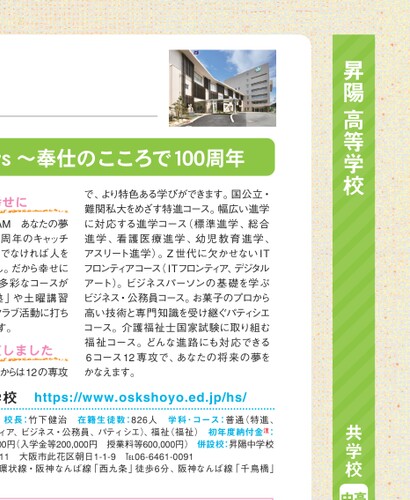 昇陽 高等学校
rs ～奉仕のこころで100周年
で、より特色ある学びができます。国公立・
難関私大をめざす特進コース。幅広い進学
に対応する進学コース（標準進学、総合
進学、看護医療進学、幼児教育進学、
アスリート進学）。Z世代に欠かせないIT
フロンティアコース（ITフロンティア、デジタル
アート）。ビジネスパーソンの基礎を学ぶ
ビジネス・公務員コース。お菓子のプロから
高い技術と専門知識を受け継ぐパティシエ
コース。介護福祉士国家試験に取り組む
福祉コース。どんな進路にも対応できる
6コース12専攻で、あなたの将来の夢を
かなえます。
せに
AM あなたの夢
周年のキャッチ
でなければ人を
ん。だから幸せに
多彩なコースが
」や土曜講習
ラブ活動に打ち
す。
しました
からは12の専攻
学校 https://www.oskshoyo.ed.jp/hs/
校長：竹下健治 在籍生徒数：826人 学科・コース：普通（特進、
ィア、ビジネス・公務員、パティシエ）、福祉（福祉） 初年度納付金
00円（入学金等200,000円 授業料等600,000円） 併設校：昇陽中学校
11 大阪市此花区朝日1-1-9 TEL06-6461-0091
環状線・阪神なんば線「西九条」徒歩6分、阪神なんば線「千鳥橋」
共学校
中高